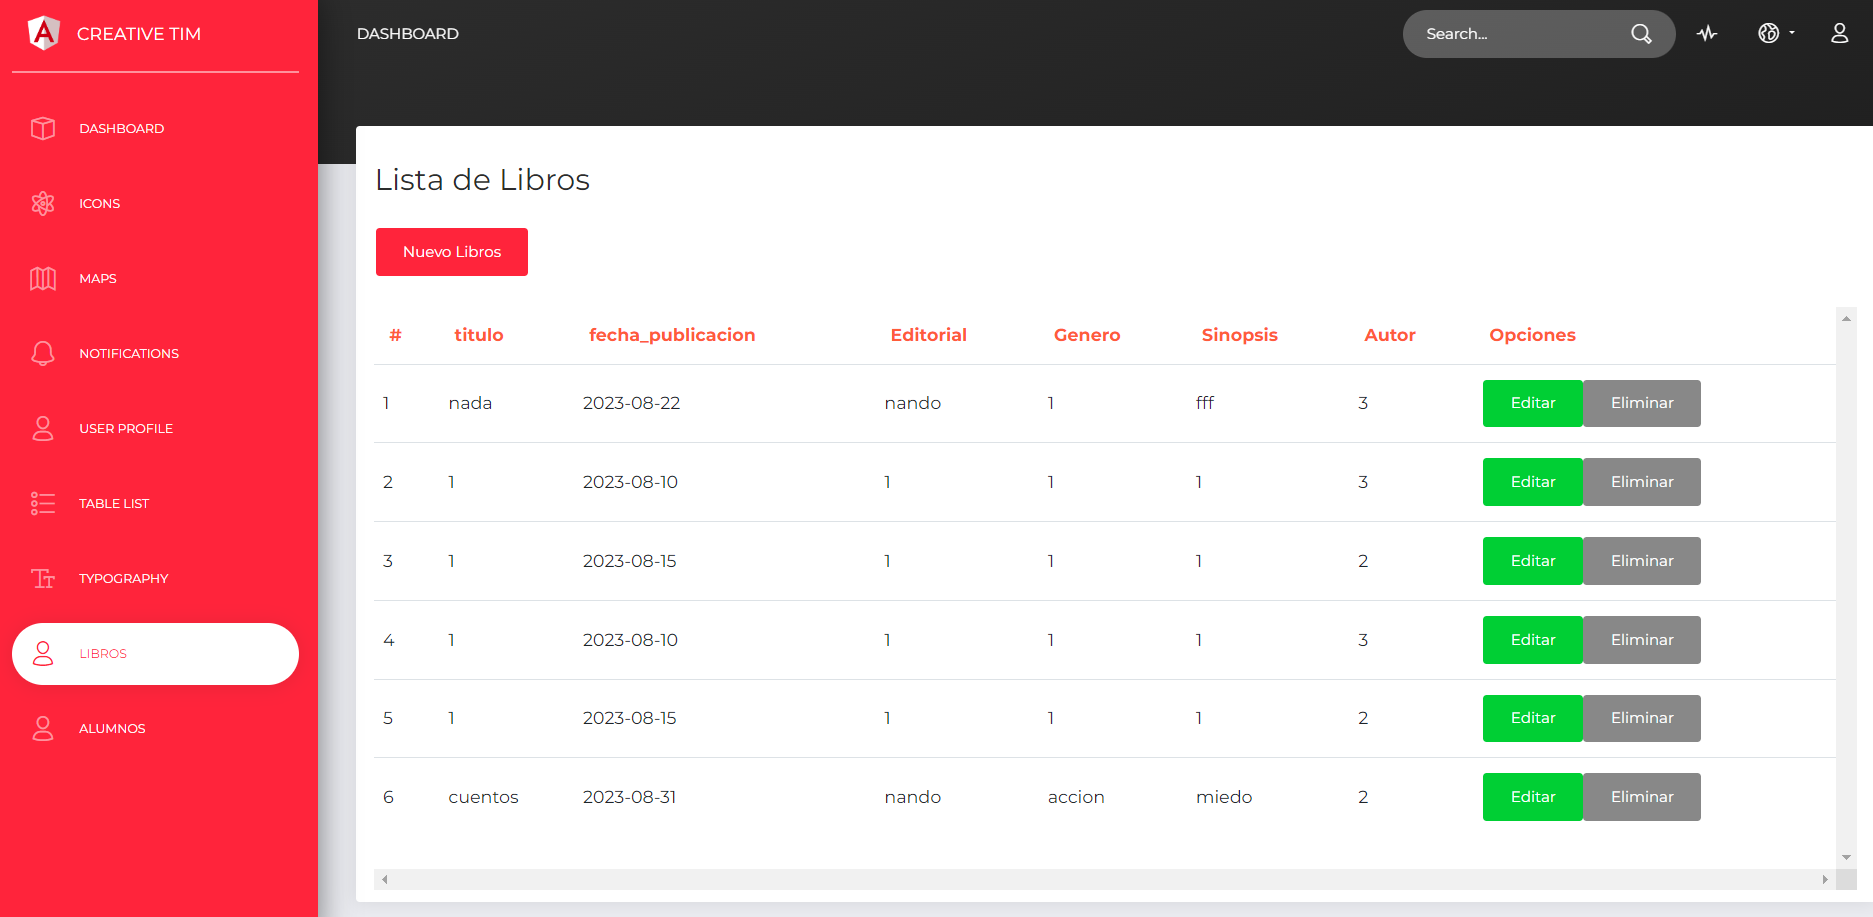 CREATIVE TIM
DASHBOARD
ICONS
MAPS
NOTIFICATIONS
USER PROFILE
TABLE LIST
TYPOGRAPHY
LIBROS
ALUMNOS
DASHBOARD
Search...
Lista de Libros
Nuevo Libros
# titulo fecha_publicacion Editorial Genero Sinopsis Autor Opciones
1 nada 2023-08-22 nando 1 fff 3 Editar Eliminar
2 1 2023-08-10 1 1 1 3 Editar Eliminar
3 1 2023-08-15 1 1 1 2 Editar Eliminar
4 1 2023-08-10 1 1 1 3 Editar Eliminar
5 1 2023-08-15 1 1 1 2 Editar Eliminar
6 cuentos 2023-08-31 nando accion miedo 2 Editar Eliminar